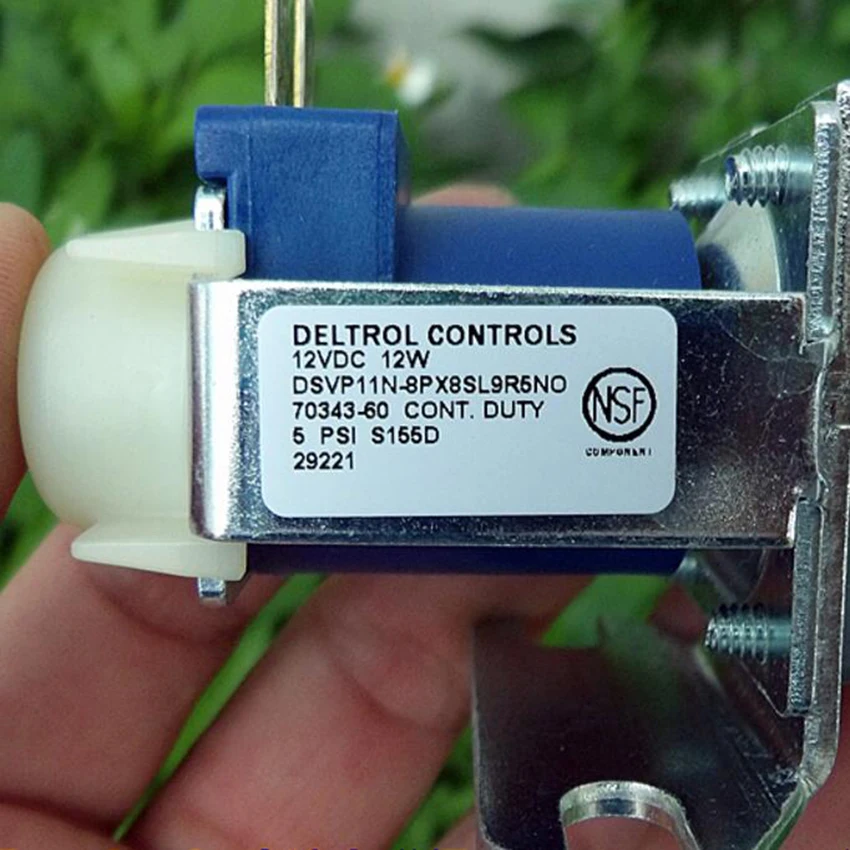 DELTROL CONTROLS
12VDC 12W
DSVP11N-8PX8SL9R5NO
70343-60 CONT. DUTY
5 PSI S155D
29221
NSF
COMPONENT